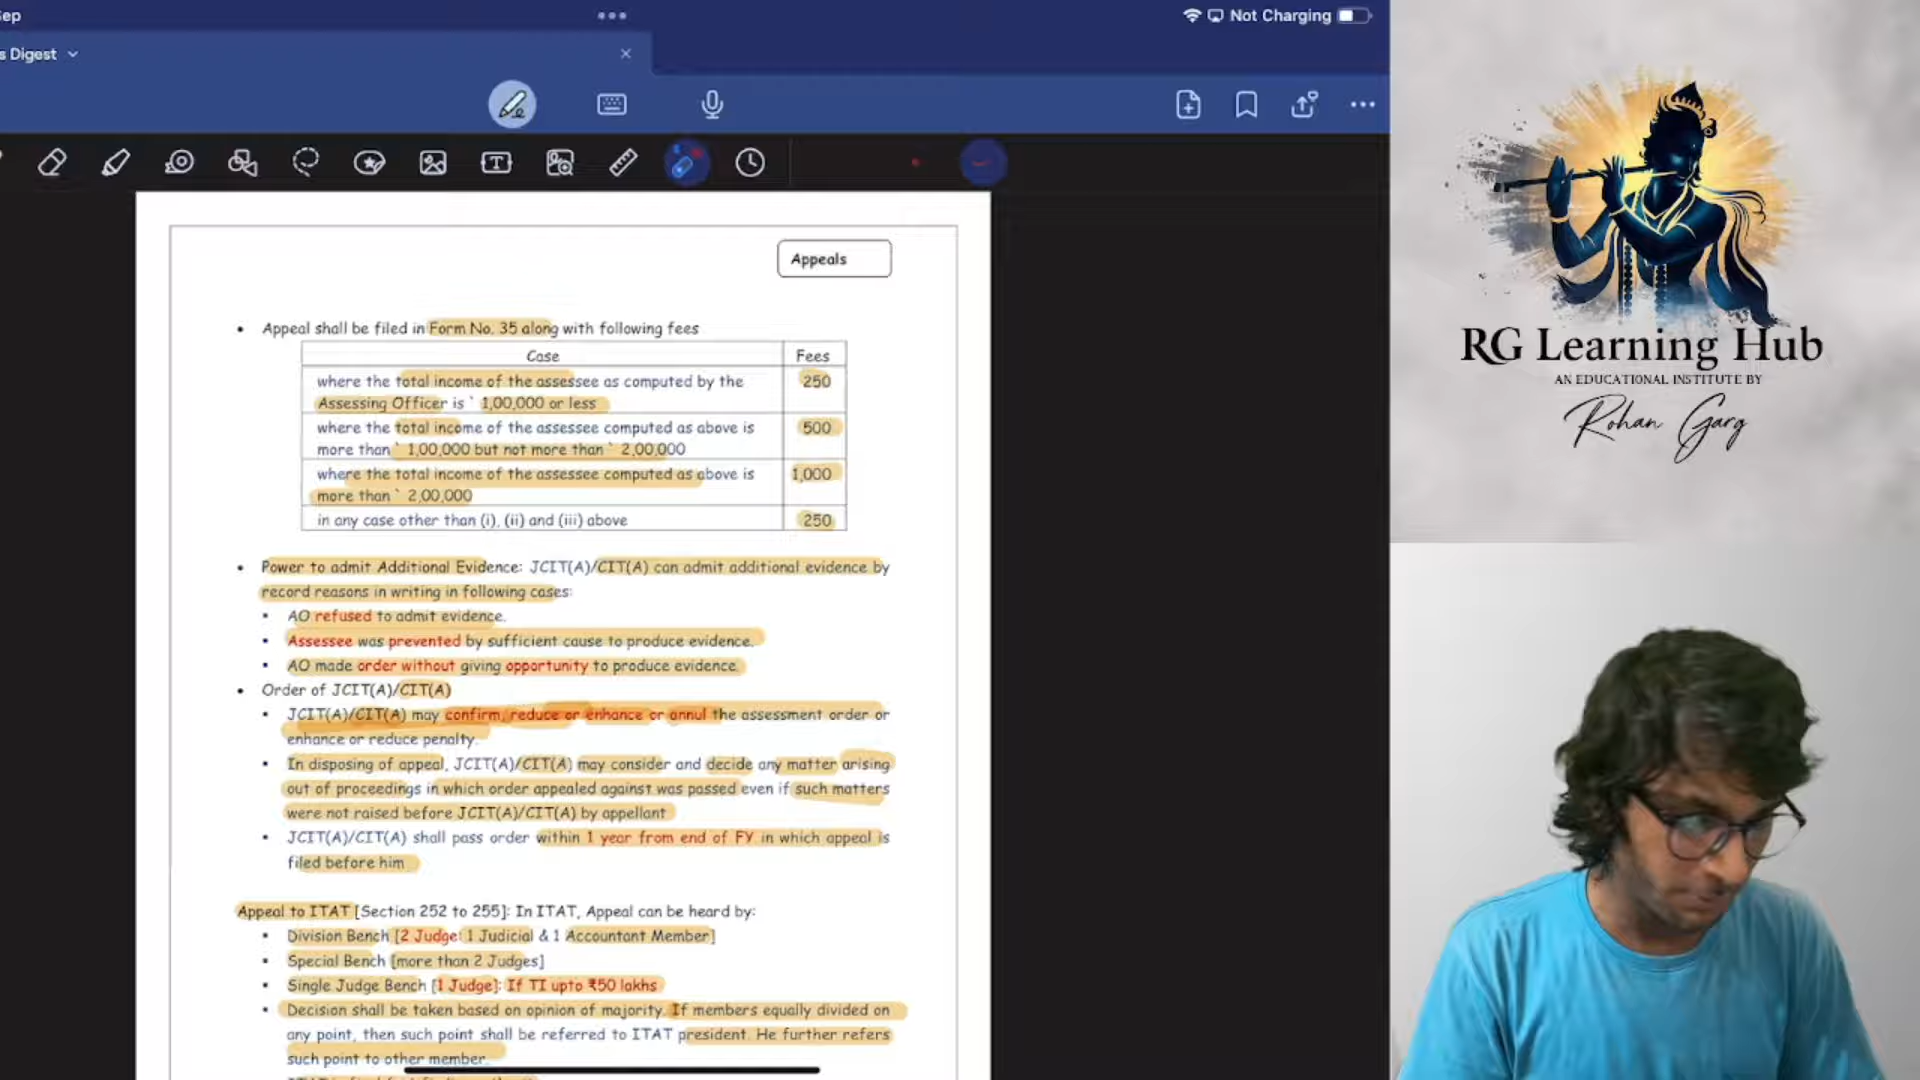 Sep
Not Charging
s Digest
Appeals
• Appeal shall be filed in Form No. 35 along with following fees
Case Fees
where the total income of the assessee as computed by the 250
Assessing Officer is ` 1,00,000 or less
where the total income of the assessee computed as above is 500
more than ` 1,00,000 but not more than ` 2,00,000
where the total income of the assessee computed as above is 1,000
more than ` 2,00,000
in any case other than (i), (ii) and (iii) above 250
• Power to admit Additional Evidence: JCIT(A)/CIT(A) can admit additional evidence by
record reasons in writing in following cases:
▪ AO refused to admit evidence.
▪ Assessee was prevented by sufficient cause to produce evidence.
▪ AO made order without giving opportunity to produce evidence.
• Order of JCIT(A)/CIT(A)
▪ JCIT(A)/CIT(A) may confirm, reduce or enhance or annul the assessment order or
enhance or reduce penalty.
▪ In disposing of appeal, JCIT(A)/CIT(A) may consider and decide any matter arising
out of proceedings in which order appealed against was passed even if such matters
were not raised before JCIT(A)/CIT(A) by appellant
▪ JCIT(A)/CIT(A) shall pass order within 1 year from end of FY in which appeal is
filed before him
Appeal to ITAT [Section 252 to 255]: In ITAT, Appeal can be heard by:
▪ Division Bench [2 Judge: 1 Judicial & 1 Accountant Member]
▪ Special Bench [more than 2 Judges]
▪ Single Judge Bench [1 Judge]: If TI upto ₹50 lakhs
▪ Decision shall be taken based on opinion of majority. If members equally divided on
any point, then such point shall be referred to ITAT president. He further refers
such point to other member.
RG Learning Hub
AN EDUCATIONAL INSTITUTE BY
Rohan Garg